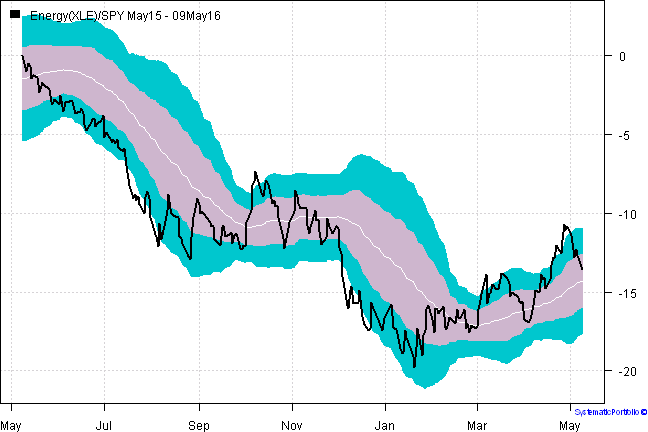 Energy(XLE)/SPY May15 - 09May16
0
-5
-10
-15
-20
SystematicPortfolio ©
May Jul Sep Nov Jan Mar May